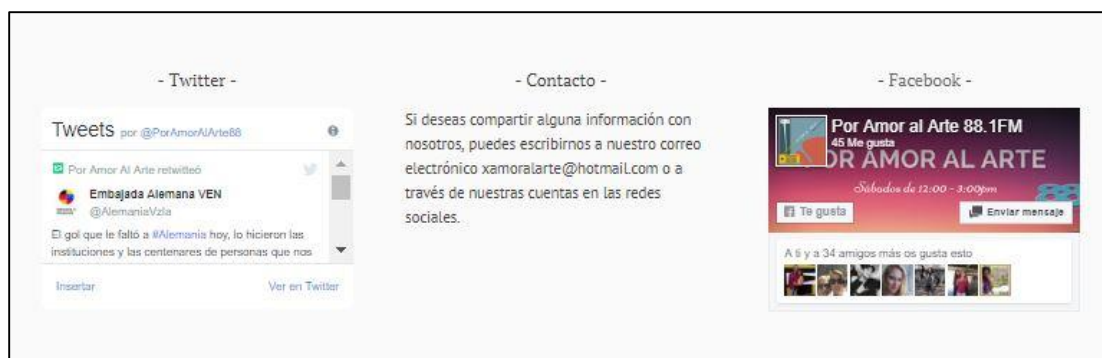 - Twitter -
Tweets por @PorAmorAlArte88
Por Amor Al Arte retwitteó
Embajada Alemana VEN
@AlemaniaVzla
El gol que le faltó a #Alemania hoy, lo hicieron las
instituciones y las centenares de personas que nos
Insertar
Ver en Twitter
- Contacto -
Si deseas compartir alguna información con
nosotros, puedes escribirnos a nuestro correo
electrónico xamoralarte@hotmail.com o a
través de nuestras cuentas en las redes
sociales.
- Facebook -
Por Amor al Arte 88.1FM
45 Me gusta
OR AMOR AL ARTE
Sábados de 12:00 - 3:00pm
88
Te gusta
Enviar mensaje
A ti y a 34 amigos más os gusta esto